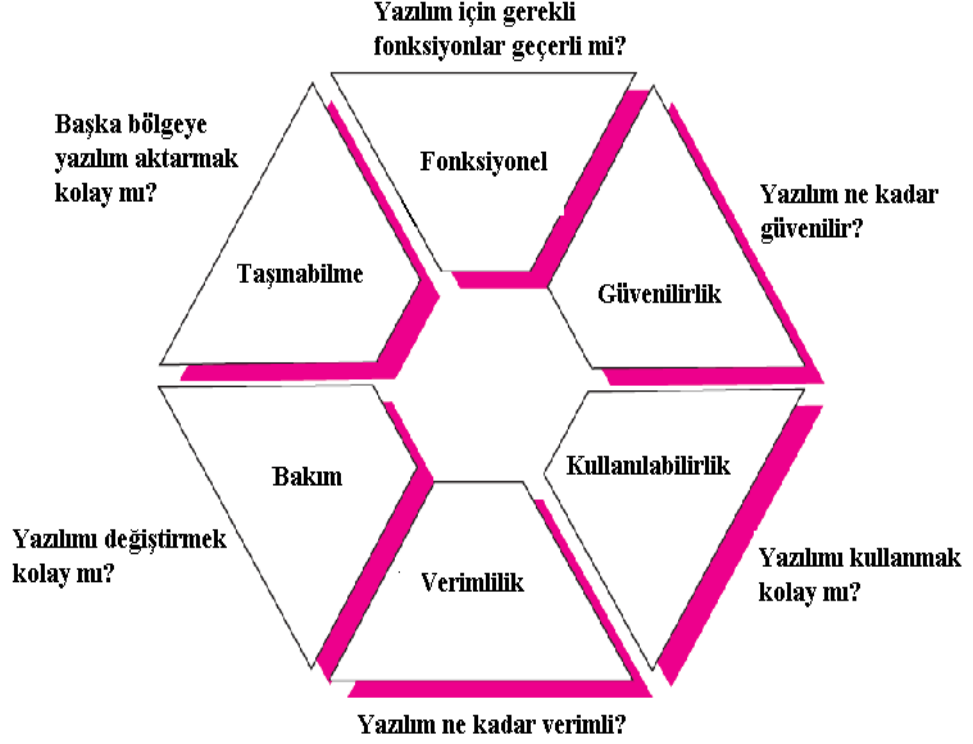 Yazılım için gerekli
fonksiyonlar geçerli mi?
Fonksiyonel
Başka bölgeye
yazılım aktarmak
kolay mı?
Taşınabilme
Yazılım ne kadar
güvenilir?
Güvenilirlik
Bakım
Yazılımı değiştirmek
kolay mı?
Kullanılabilirlik
Yazılımı kullanmak
kolay mı?
Verimlilik
Yazılım ne kadar verimli?